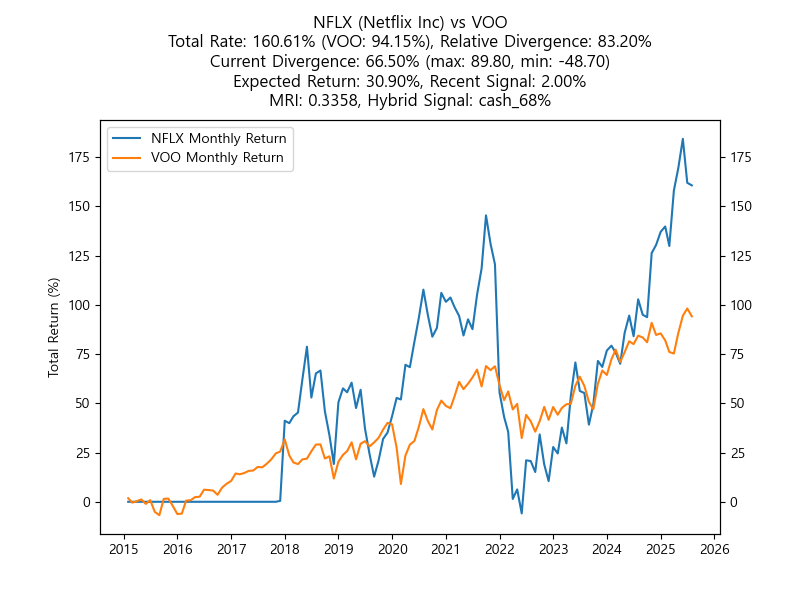 NFLX (Netflix Inc) vs VOO
Total Rate: 160.61% (VOO: 94.15%), Relative Divergence: 83.20%
Current Divergence: 66.50% (max: 89.80, min: -48.70)
Expected Return: 30.90%, Recent Signal: 2.00%
MRI: 0.3358, Hybrid Signal: cash_68%
NFLX Monthly Return
VOO Monthly Return
Total Return (%)
175
150
125
100
75
50
25
0
175
150
125
100
75
50
25
0
2015 2016 2017 2018 2019 2020 2021 2022 2023 2024 2025 2026